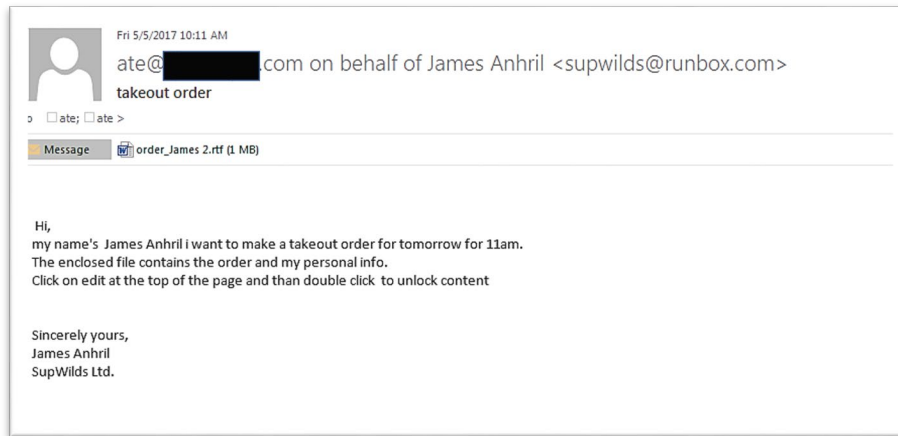 Fri 5/5/2017 10:11 AM
ate@ .com on behalf of James Anhril <supwilds@runbox.com>
takeout order
ate; ate >
Message order_James 2.rtf (1 MB)
Hi,
my name's James Anhril i want to make a takeout order for tomorrow for 11am.
The enclosed file contains the order and my personal info.
Click on edit at the top of the page and than double click to unlock content
Sincerely yours,
James Anhril
SupWilds Ltd.